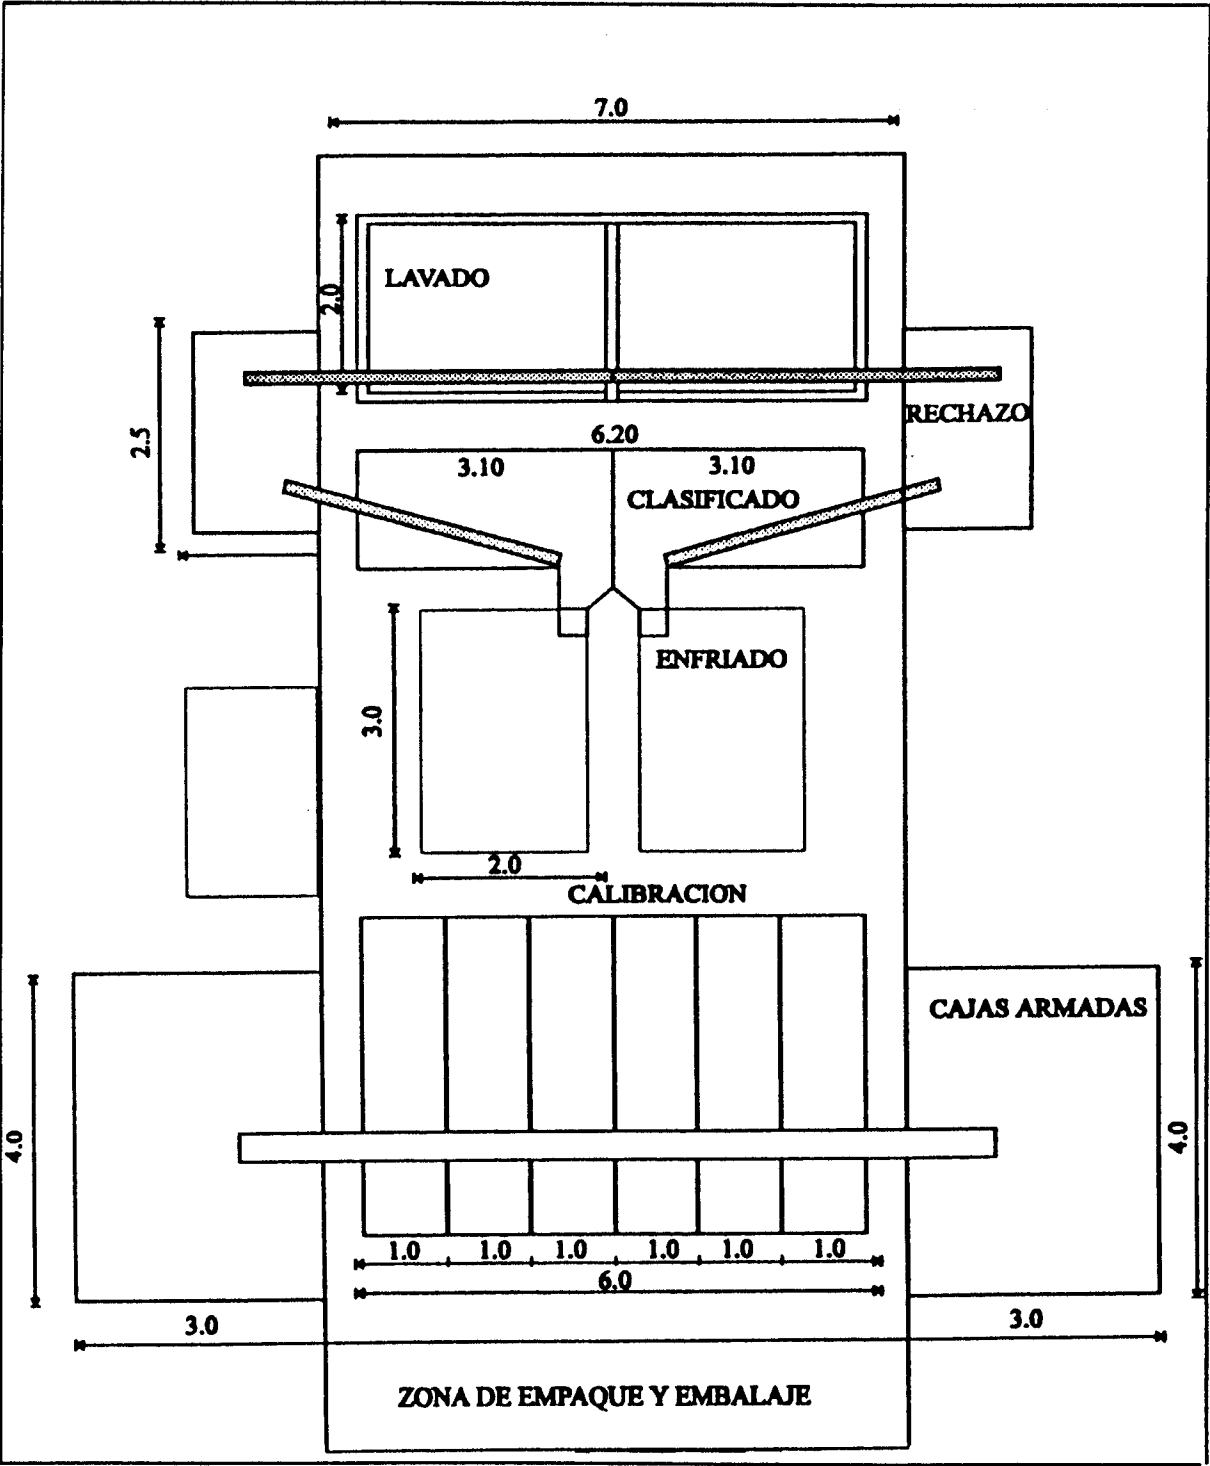 7.0
LAVADO
2.0
2.5
RECHAZO
6.20
3.10
3.10
CLASIFICADO
ENFRIADO
3.0
2.0
CALIBRACION
CAJAS ARMADAS
4.0
4.0
1.0 1.0 1.0 1.0 1.0 1.0
6.0
3.0
3.0
ZONA DE EMPAQUE Y EMBALAJE